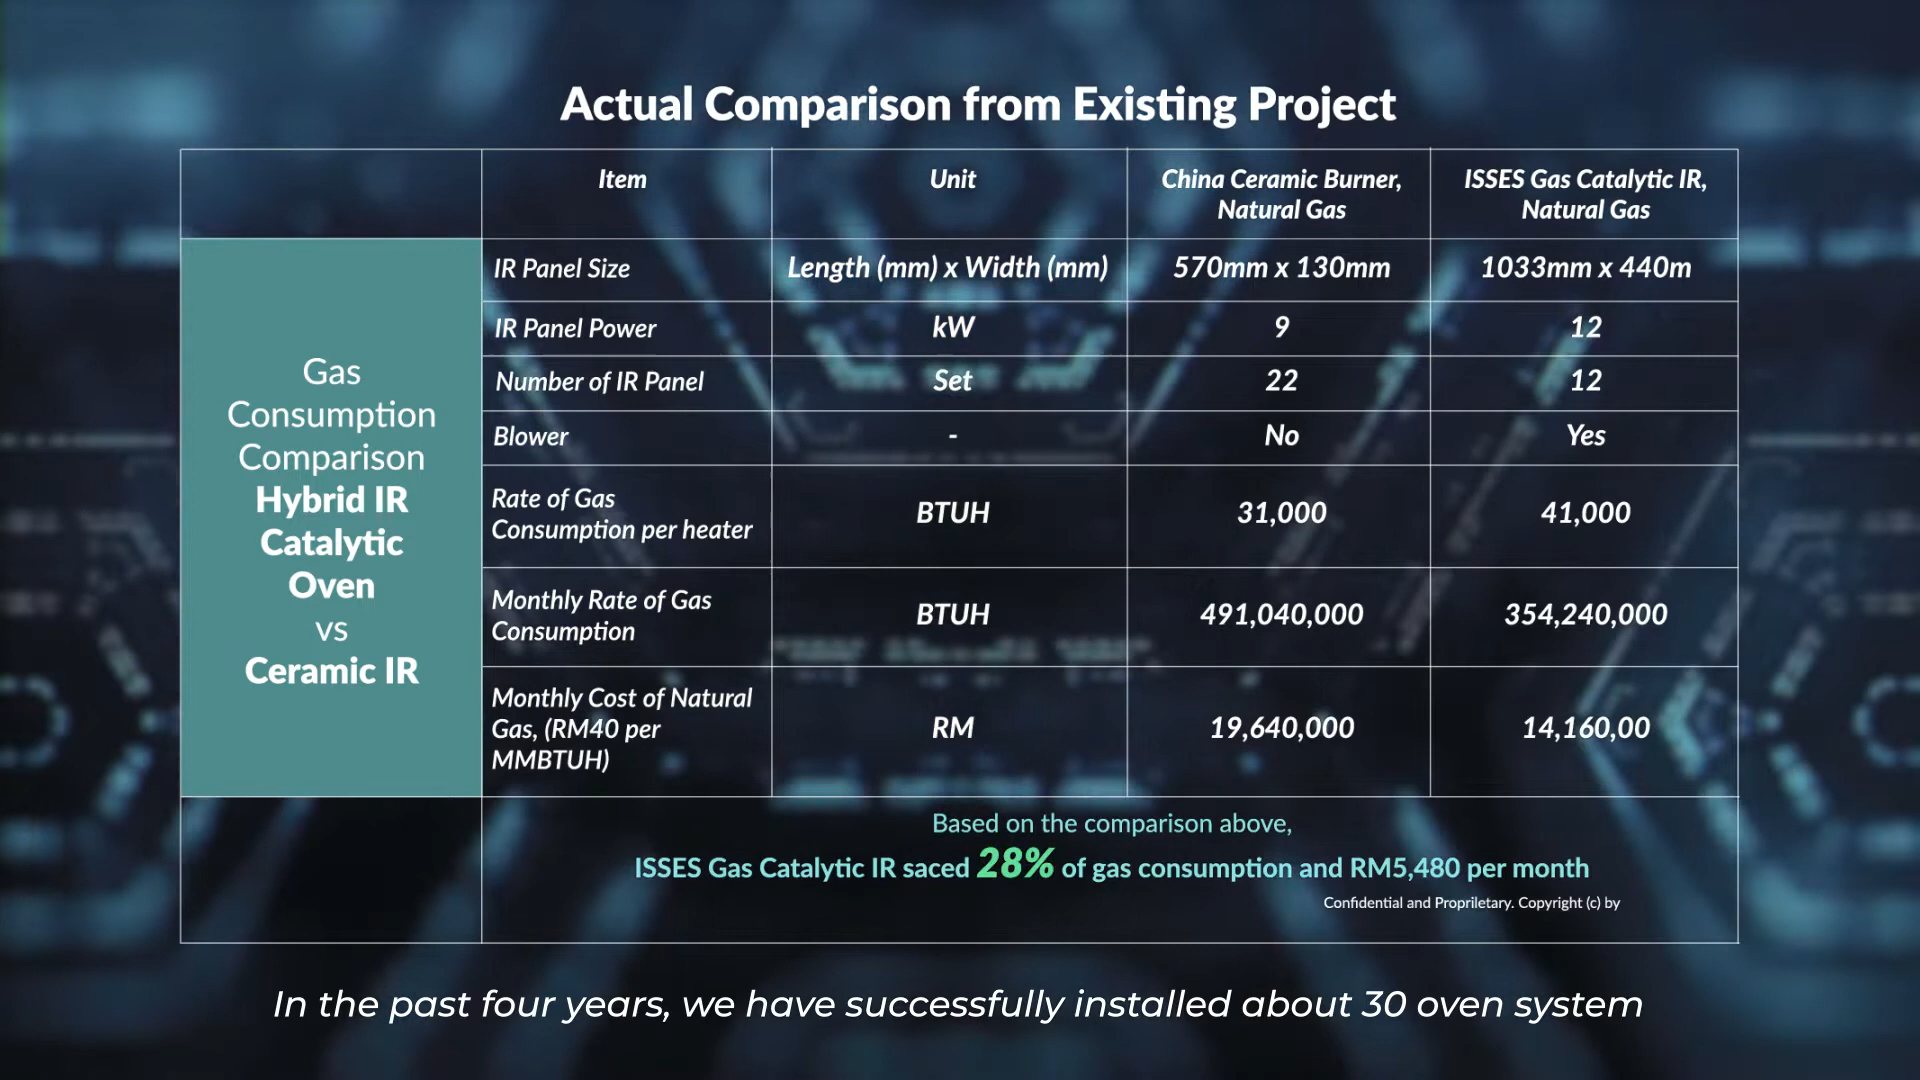 Actual Comparison from Existing Project
Item
Unit
China Ceramic Burner,
Natural Gas
ISSES Gas Catalytic IR,
Natural Gas
Gas
Consumption
Comparison
Hybrid IR
Catalytic
Oven
vs
Ceramic IR
IR Panel Size
Length (mm) x Width (mm)
570mm x 130mm
1033mm x 440m
IR Panel Power
kW
9
12
Number of IR Panel
Set
22
12
Blower
-
No
Yes
Rate of Gas
Consumption per heater
BTUH
31,000
41,000
Monthly Rate of Gas
Consumption
BTUH
491,040,000
354,240,000
Monthly Cost of Natural
Gas, (RM40 per
MMBTUH)
RM
19,640,000
14,160,00
Based on the comparison above,
ISSES Gas Catalytic IR saced 28% of gas consumption and RM5,480 per month
Confidential and Propriletary. Copyright (c) by
In the past four years, we have successfully installed about 30 oven system